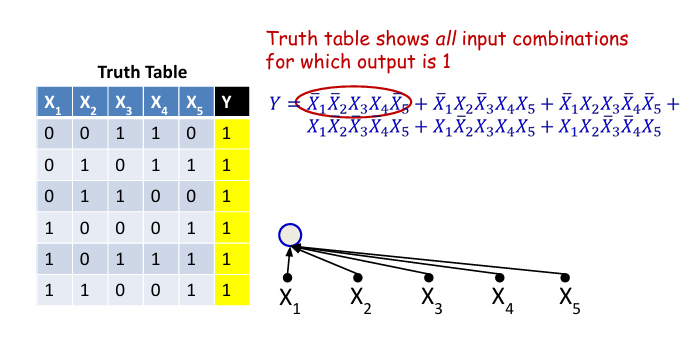 Truth table shows all input combinations
for which output is 1
Truth Table
X₁ X₂ X₃ X₄ X₅ Y
0 0 1 1 0 1
0 1 0 1 1 1
0 1 1 0 0 1
1 0 0 0 1 1
1 0 1 1 1 1
1 1 0 0 1 1
Y = X̄₁X̄₂X₃X₄X̄₅ + X̄₁X₂X̄₃X₄X₅ + X̄₁X₂X₃X̄₄X̄₅ +
X₁X̄₂X̄₃X̄₄X₅ + X₁X̄₂X₃X₄X₅ + X₁X₂X̄₃X̄₄X₅
X₁ X₂ X₃ X₄ X₅